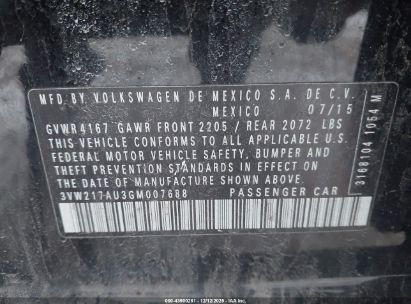 MFD.BY VOLKSWAGEN DE MEXICO S.A. DE C.V.
MEXICO 07/15
GVWR 4167 GAWR FRONT 2205 / REAR 2072 LBS
THIS VEHICLE CONFORMS TO ALL APPLICABLE U.S.
FEDERAL MOTOR VEHICLE SAFETY, BUMPER AND
THEFT PREVENTION STANDARDS IN EFFECT ON THE
DATE OF MANUFACTURE SHOWN ABOVE.
3VW217AU3GM007688 PASSENGER CAR
3168 104 1054 M